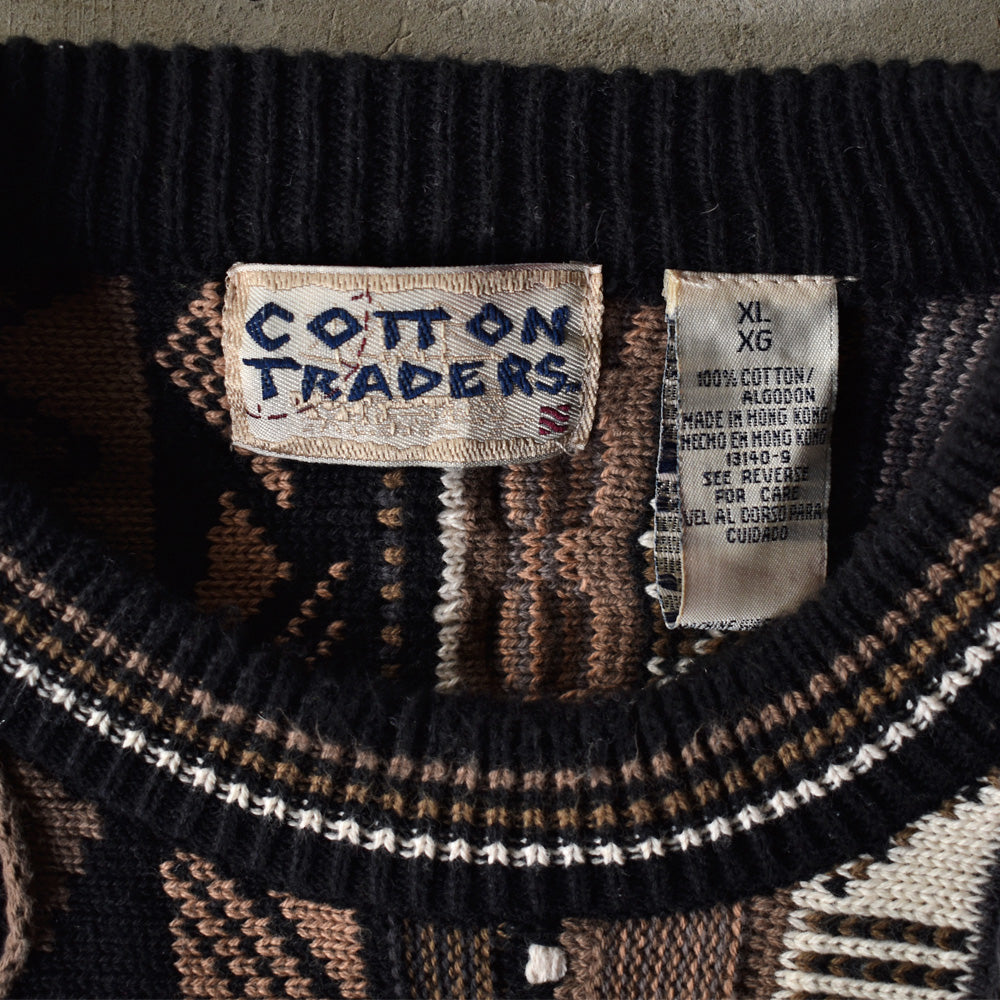 COTTON
TRADERS
XL
XG
100% COTTON/
ALGODON
MADE IN HONG KONG
HECHO EN HONG KONG
13140-9
SEE REVERSE
FOR CARE
VEL AL DORSO PARA
CUIDADO